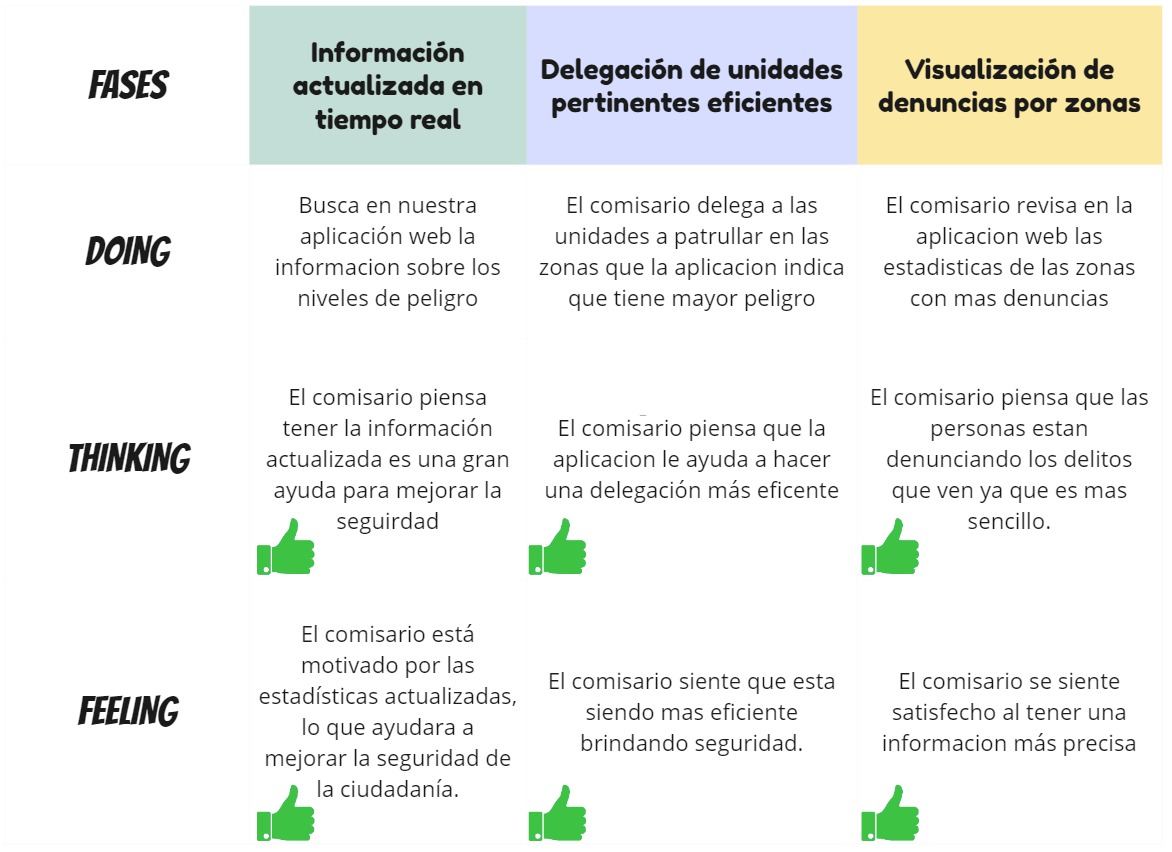 FASES
Información
actualizada en
tiempo real
Delegación de unidades
pertinentes eficientes
Visualización de
denuncias por zonas
DOING
Busca en nuestra
aplicación web la
informacion sobre los
niveles de peligro
El comisario delega a las
unidades a patrullar en las
zonas que la aplicacion indica
que tiene mayor peligro
El comisario revisa en la
aplicacion web las
estadisticas de las zonas
con mas denuncias
THINKING
El comisario piensa
tener la información
actualizada es una gran
ayuda para mejorar la
seguirdad
El comisario piensa que la
aplicacion le ayuda a hacer
una delegación más eficente
El comisario piensa que las
personas estan
denunciando los delitos
que ven ya que es mas
sencillo.
FEELING
El comisario está
motivado por las
estadísticas actualizadas,
lo que ayudara a
mejorar la seguridad de
la ciudadanía.
El comisario siente que esta
siendo mas eficiente
brindando seguridad.
El comisario se siente
satisfecho al tener una
informacion más precisa